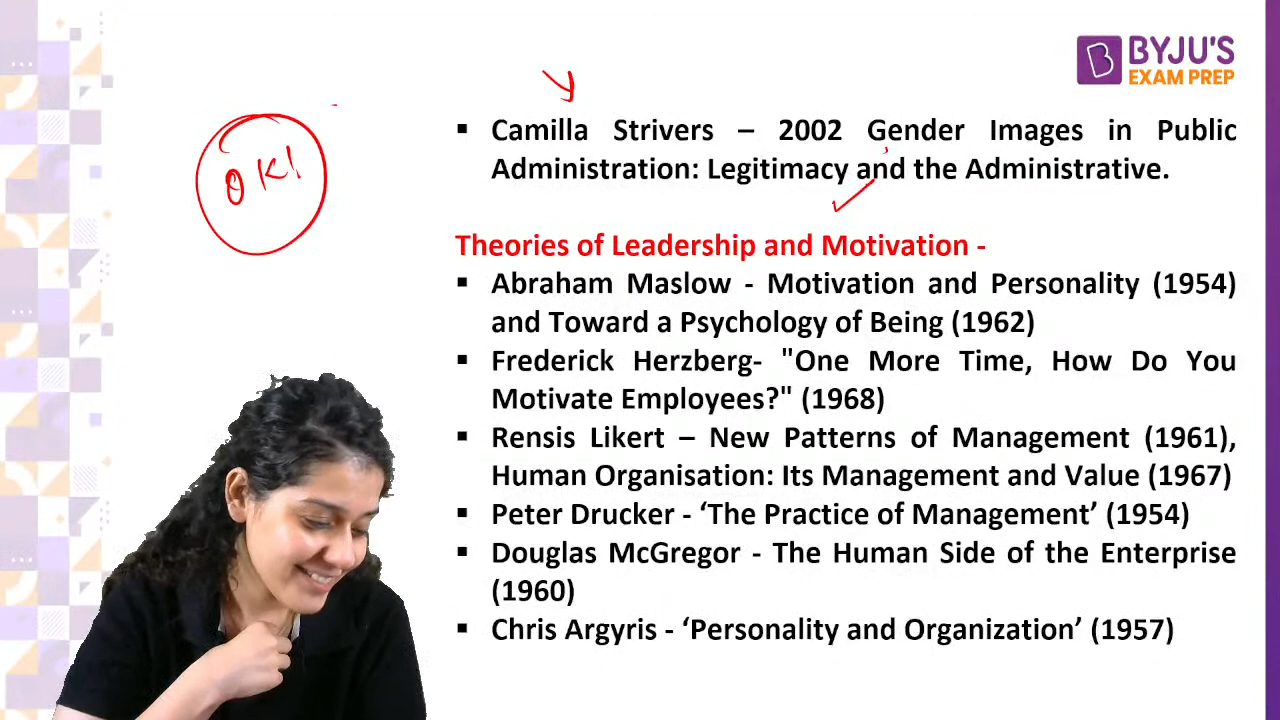 BYJU'S
EXAM PREP
OK!
y
▪ Camilla Strivers – 2002 Gender Images in Public
Administration: Legitimacy and the Administrative.
Theories of Leadership and Motivation -
▪ Abraham Maslow - Motivation and Personality (1954)
and Toward a Psychology of Being (1962)
▪ Frederick Herzberg- "One More Time, How Do You
Motivate Employees?" (1968)
▪ Rensis Likert – New Patterns of Management (1961),
Human Organisation: Its Management and Value (1967)
▪ Peter Drucker - ‘The Practice of Management’ (1954)
▪ Douglas McGregor - The Human Side of the Enterprise
(1960)
▪ Chris Argyris - ‘Personality and Organization’ (1957)